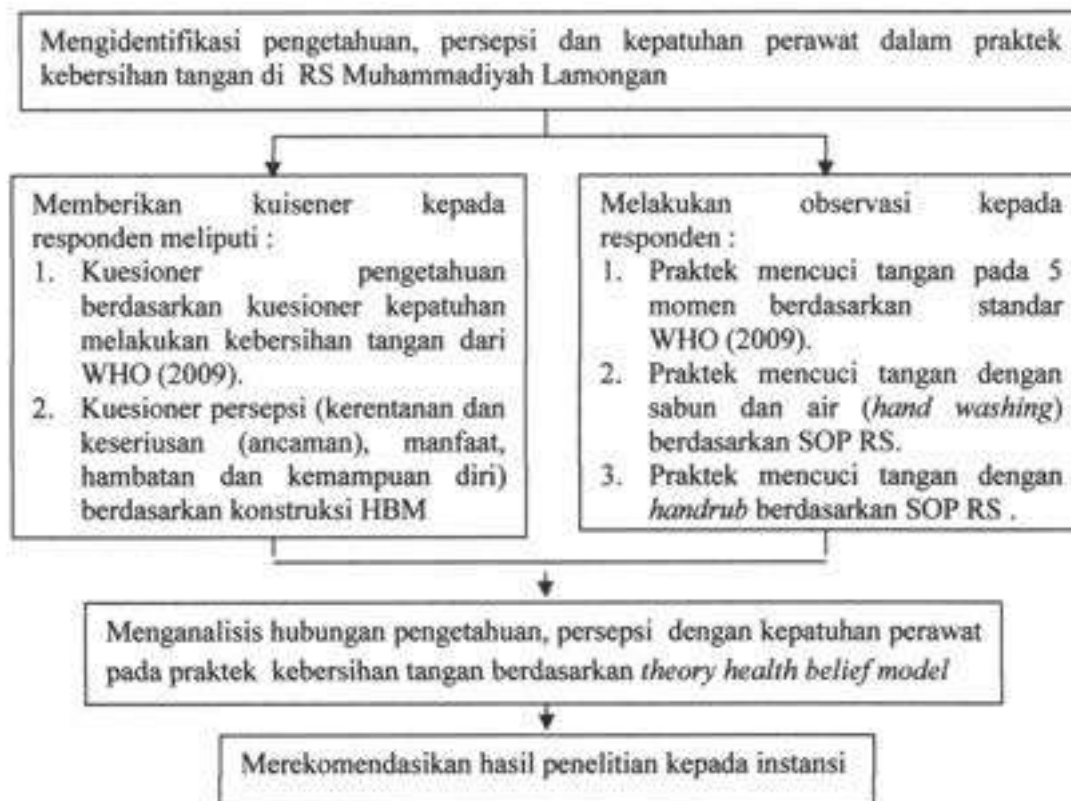 Mengidentifikasi pengetahuan, persepsi dan kepatuhan perawat dalam praktek
kebersihan tangan di RS Muhammadiyah Lamongan
Memberikan kuisener kepada
responden meliputi :
1. Kuesioner pengetahuan
berdasarkan kuesioner kepatuhan
melakukan kebersihan tangan dari
WHO (2009).
2. Kuesioner persepsi (kerentanan dan
keseriusan (ancaman), manfaat,
hambatan dan kemampuan diri)
berdasarkan konstruksi HBM
Melakukan observasi kepada
responden :
1. Praktek mencuci tangan pada 5
momen berdasarkan standar
WHO (2009).
2. Praktek mencuci tangan dengan
sabun dan air (hand washing)
berdasarkan SOP RS.
3. Praktek mencuci tangan dengan
handrub berdasarkan SOP RS .
Menganalisis hubungan pengetahuan, persepsi dengan kepatuhan perawat
pada praktek kebersihan tangan berdasarkan theory health belief model
Merekomendasikan hasil penelitian kepada instansi